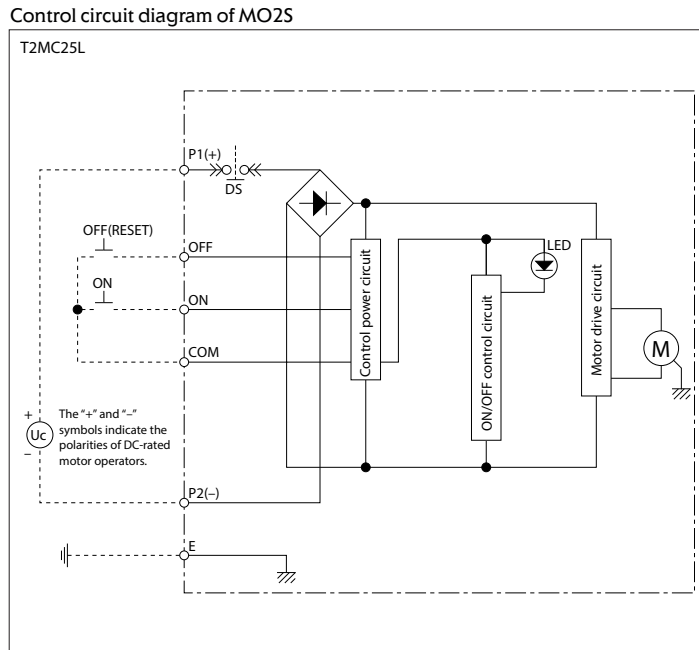 Control circuit diagram of MO2S
T2MC25L
P1(+)
DS
OFF(RESET)
OFF
ON
ON
COM
LED
Control power circuit
ON/OFF control circuit
Motor drive circuit
M
+
Uc
–
The "+" and "–"
symbols indicate the
polarities of DC-rated
motor operators.
P2(–)
E